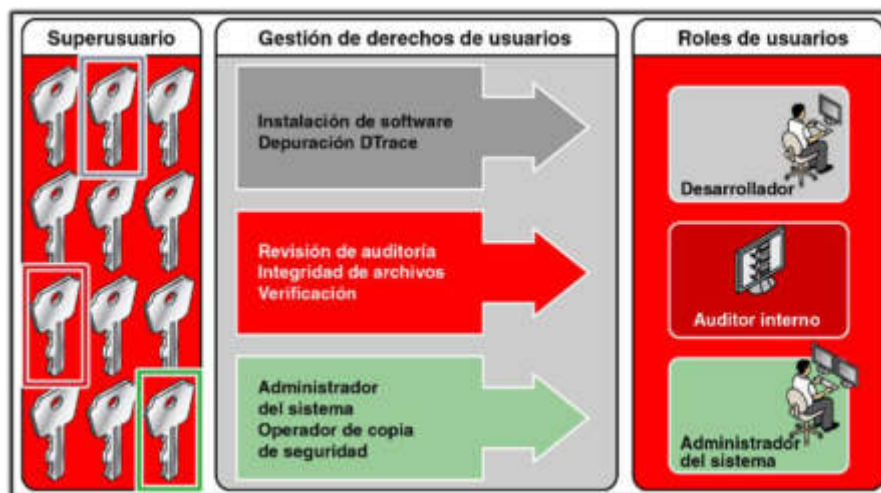 Superusuario
Gestión de derechos de usuarios
Roles de usuarios
Instalación de software
Depuración DTrace
Desarrollador
Revisión de auditoría
Integridad de archivos
Verificación
Auditor interno
Administrador
del sistema
Operador de copia
de seguridad
Administrador
del sistema